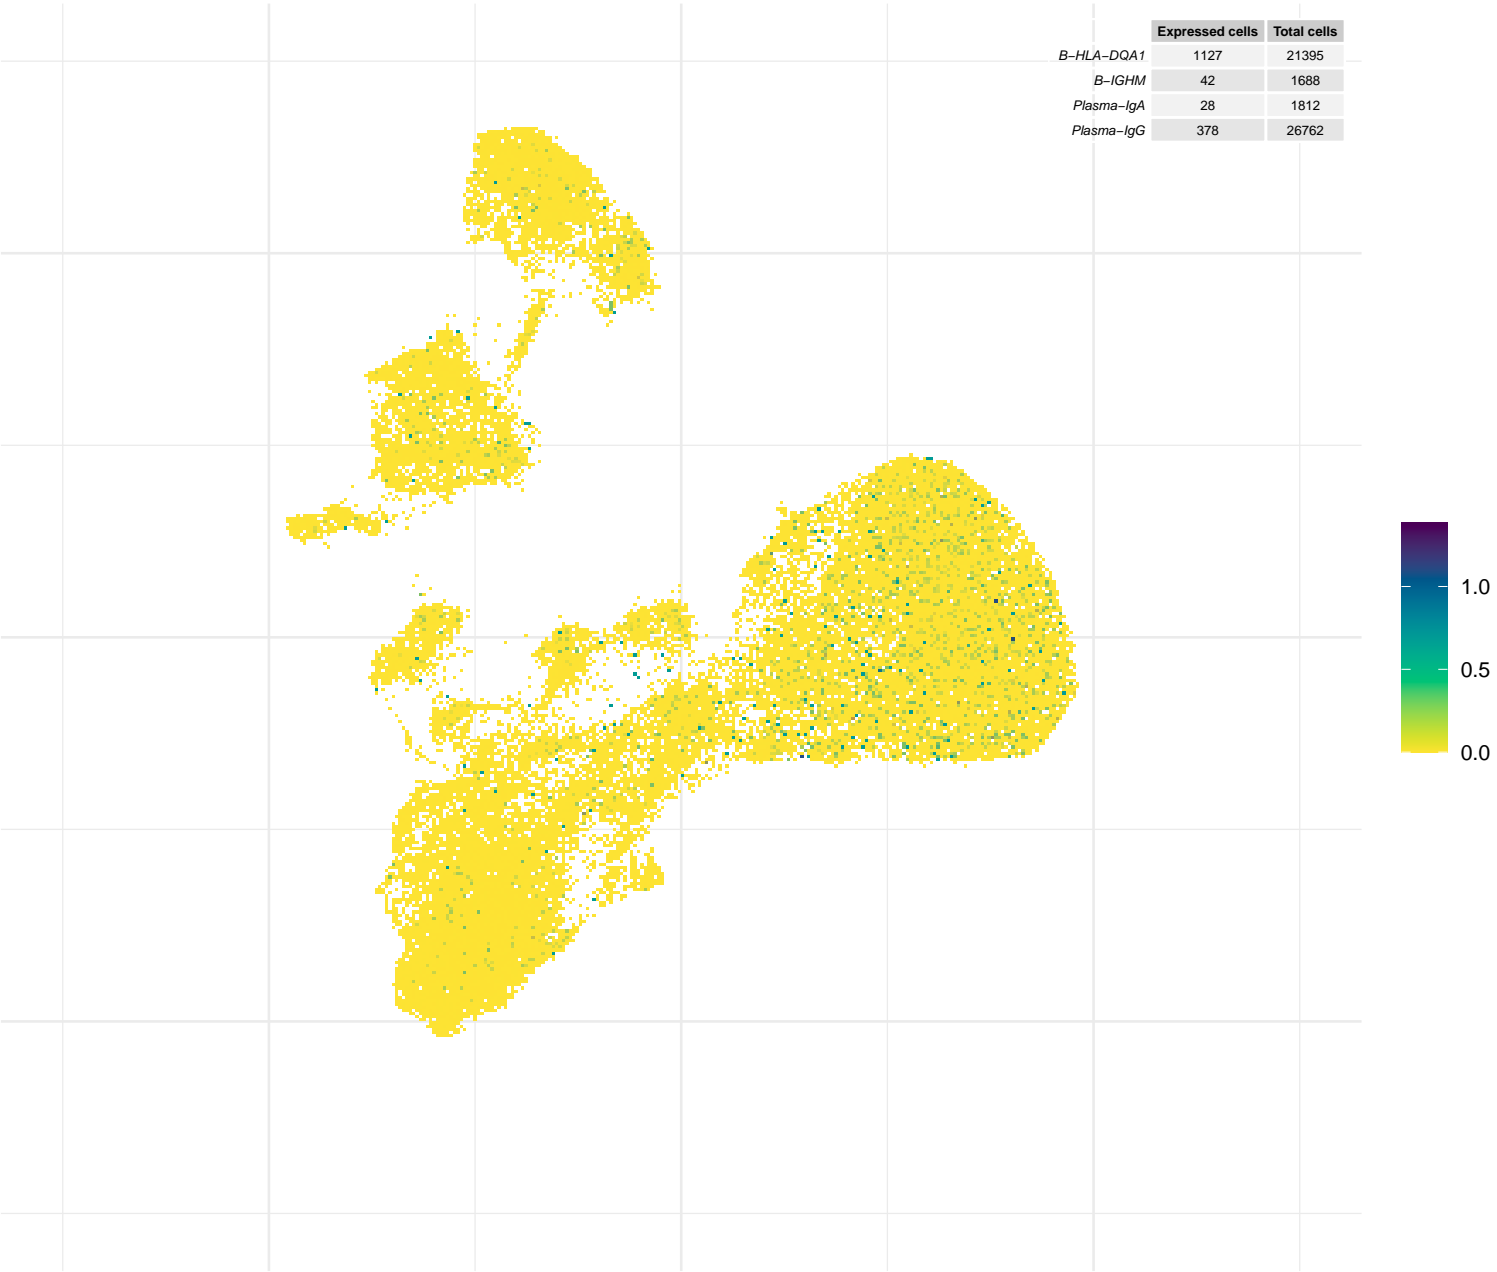 Expressed cells Total cells
B−HLA−DQA1 1127 21395
B−IGHM 42 1688
Plasma−IgA 28 1812
Plasma−IgG 378 26762
1.0
0.5
0.0